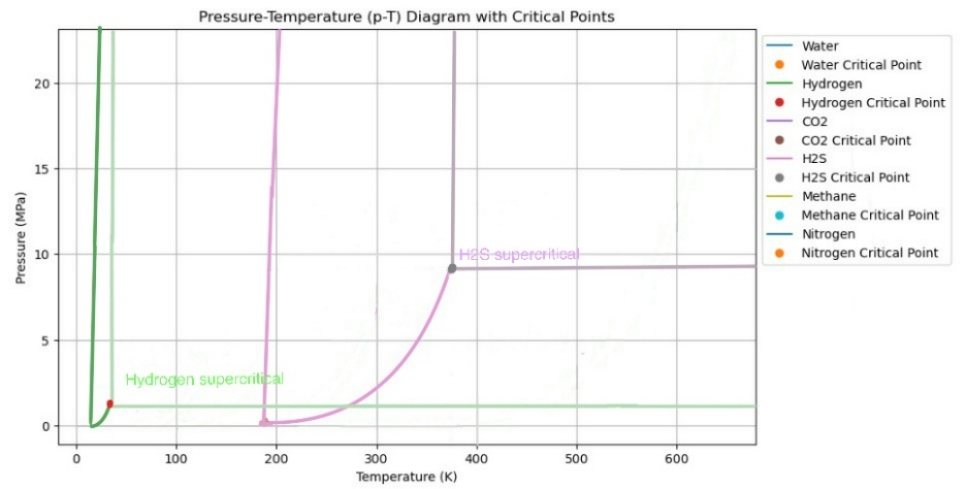 Pressure-Temperature (p-T) Diagram with Critical Points
Water
Water Critical Point
Hydrogen
Hydrogen Critical Point
CO2
CO2 Critical Point
H2S
H2S Critical Point
Methane
Methane Critical Point
Nitrogen
Nitrogen Critical Point
Pressure (MPa)
20
15
10
5
0
H2S supercritical
Hydrogen supercritical
0 100 200 300 400 500 600
Temperature (K)